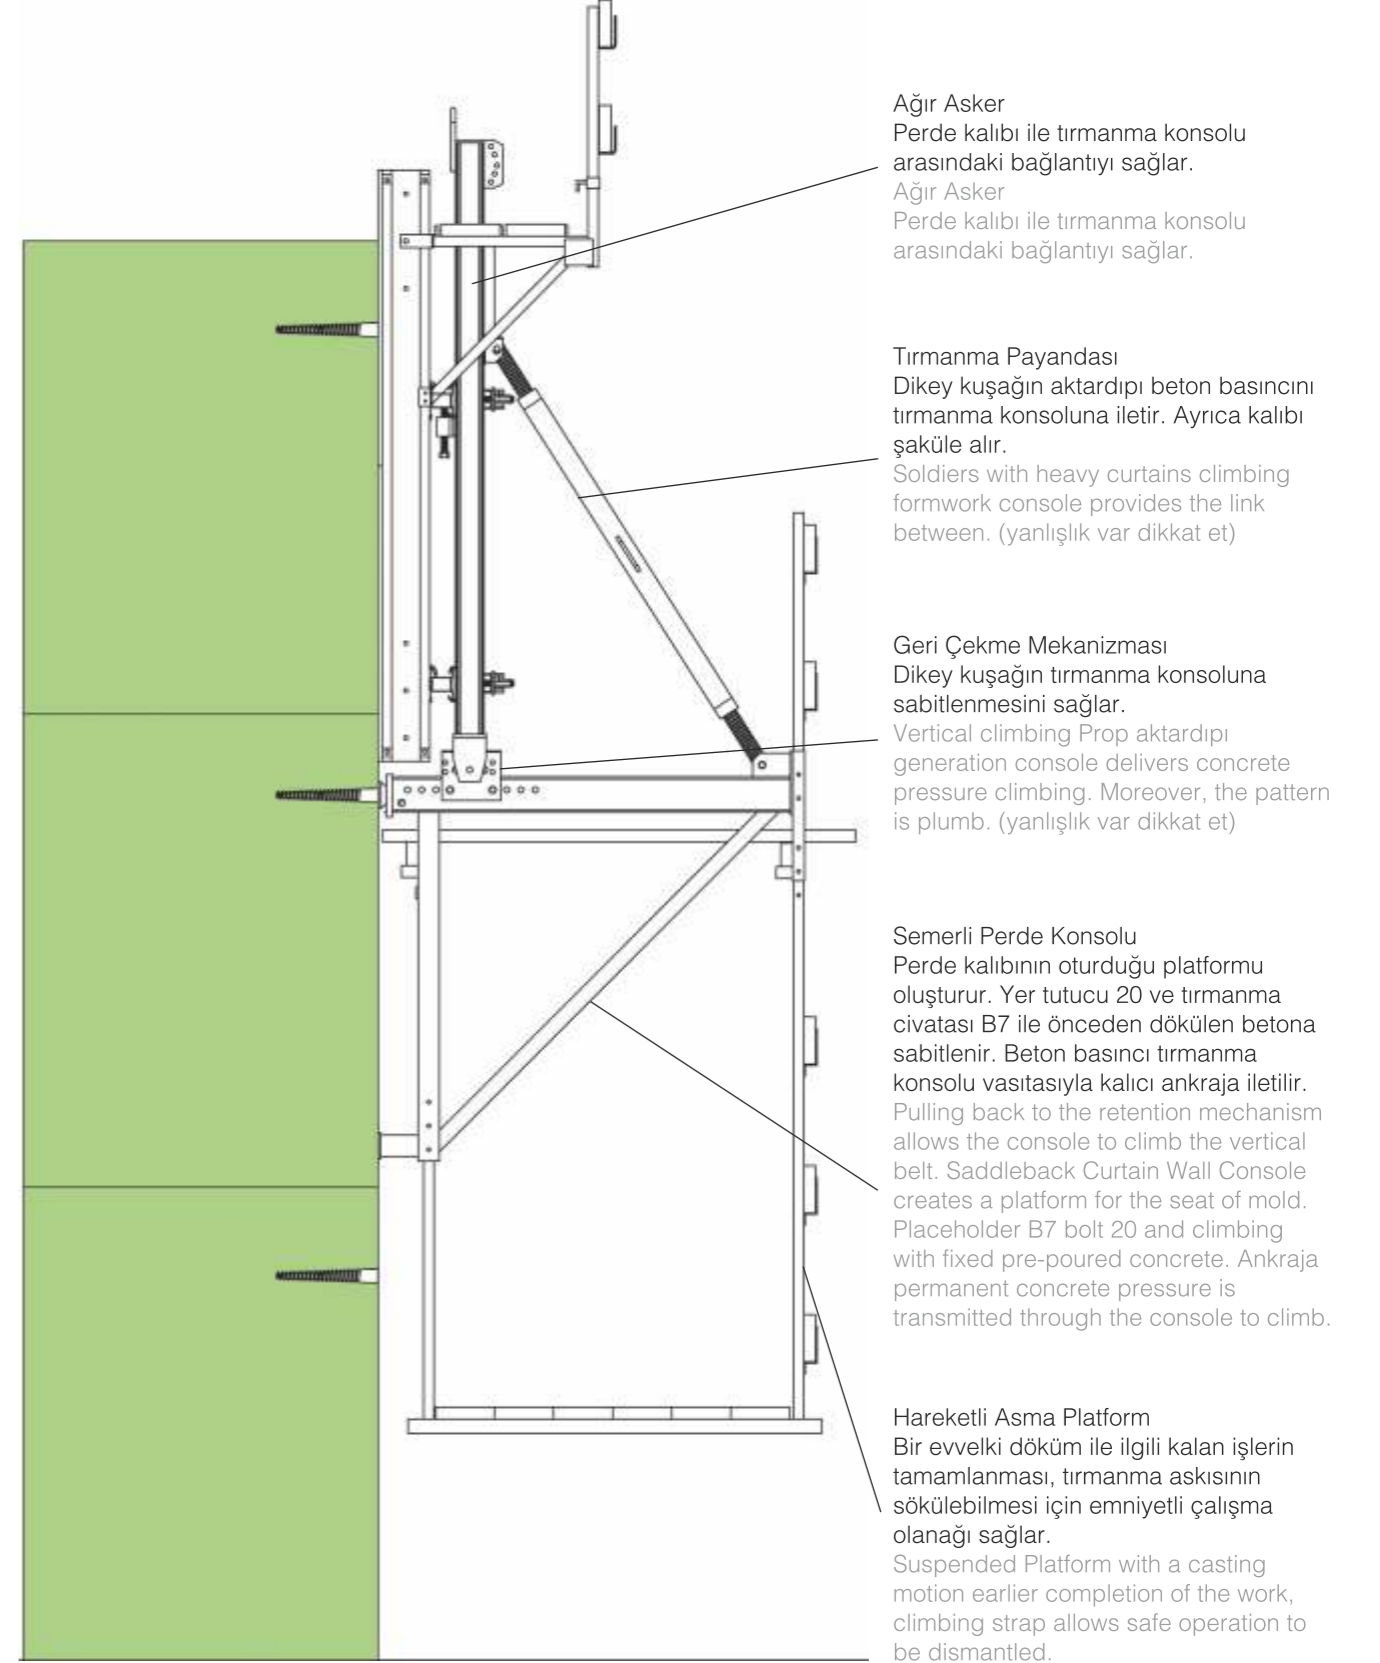 Ağır Asker
Perde kalıbı ile tırmanma konsolu
arasındaki bağlantıyı sağlar.
Ağır Asker
Perde kalıbı ile tırmanma konsolu
arasındaki bağlantıyı sağlar.
Tırmanma Payandası
Dikey kuşağın aktardıpı beton basıncını
tırmanma konsoluna iletir. Ayrıca kalıbı
şaküle alır.
Soldiers with heavy curtains climbing
formwork console provides the link
between. (yanlışlık var dikkat et)
Geri Çekme Mekanizması
Dikey kuşağın tırmanma konsoluna
sabitlenmesini sağlar.
Vertical climbing Prop aktardıpı
generation console delivers concrete
pressure climbing. Moreover, the pattern
is plumb. (yanlışlık var dikkat et)
Semerli Perde Konsolu
Perde kalıbının oturduğu platformu
oluşturur. Yer tutucu 20 ve tırmanma
civatası B7 ile önceden dökülen betona
sabitlenir. Beton basıncı tırmanma
konsolu vasıtasıyla kalıcı ankraja iletilir.
Pulling back to the retention mechanism
allows the console to climb the vertical
belt. Saddleback Curtain Wall Console
creates a platform for the seat of mold.
Placeholder B7 bolt 20 and climbing
with fixed pre-poured concrete. Ankraja
permanent concrete pressure is
transmitted through the console to climb.
Hareketli Asma Platform
Bir evvelki döküm ile ilgili kalan işlerin
tamamlanması, tırmanma askısının
sökülebilmesi için emniyetli çalışma
olanağı sağlar.
Suspended Platform with a casting
motion earlier completion of the work,
climbing strap allows safe operation to
be dismantled.